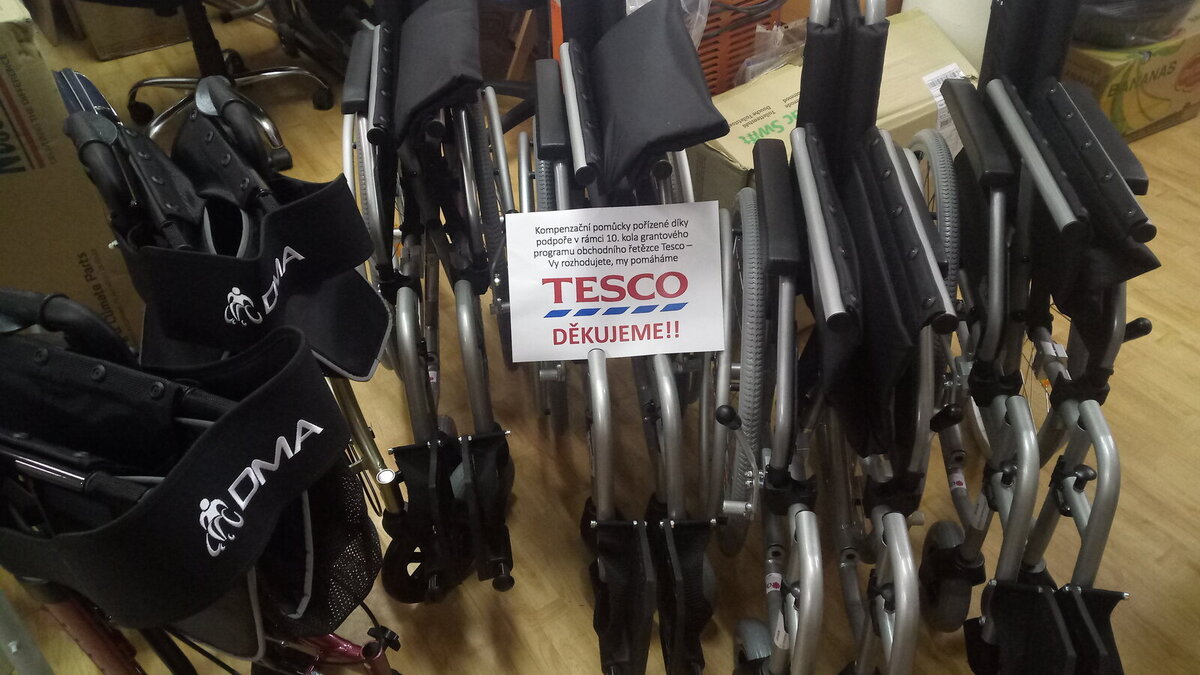 Kompenzační pomůcky pořízené díky
podpoře v rámci 10. kola grantového
programu obchodního řetězce Tesco –
Vy rozhodujete, my pomáháme
TESCO
DĚKUJEME!!
DMA
DMA
BANANAS